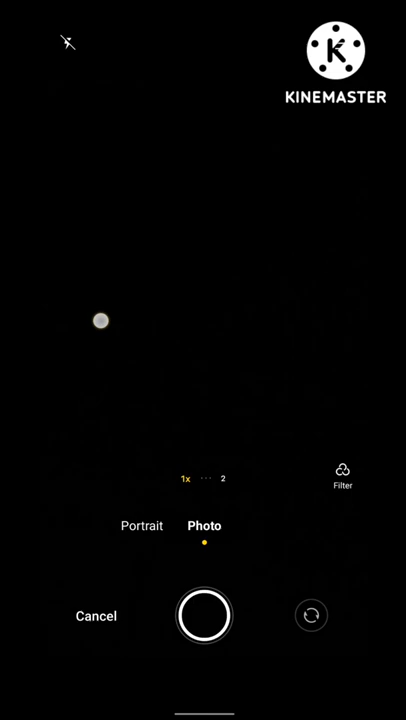 KINEMASTER
1x ··· 2
Filter
Portrait Photo
Cancel